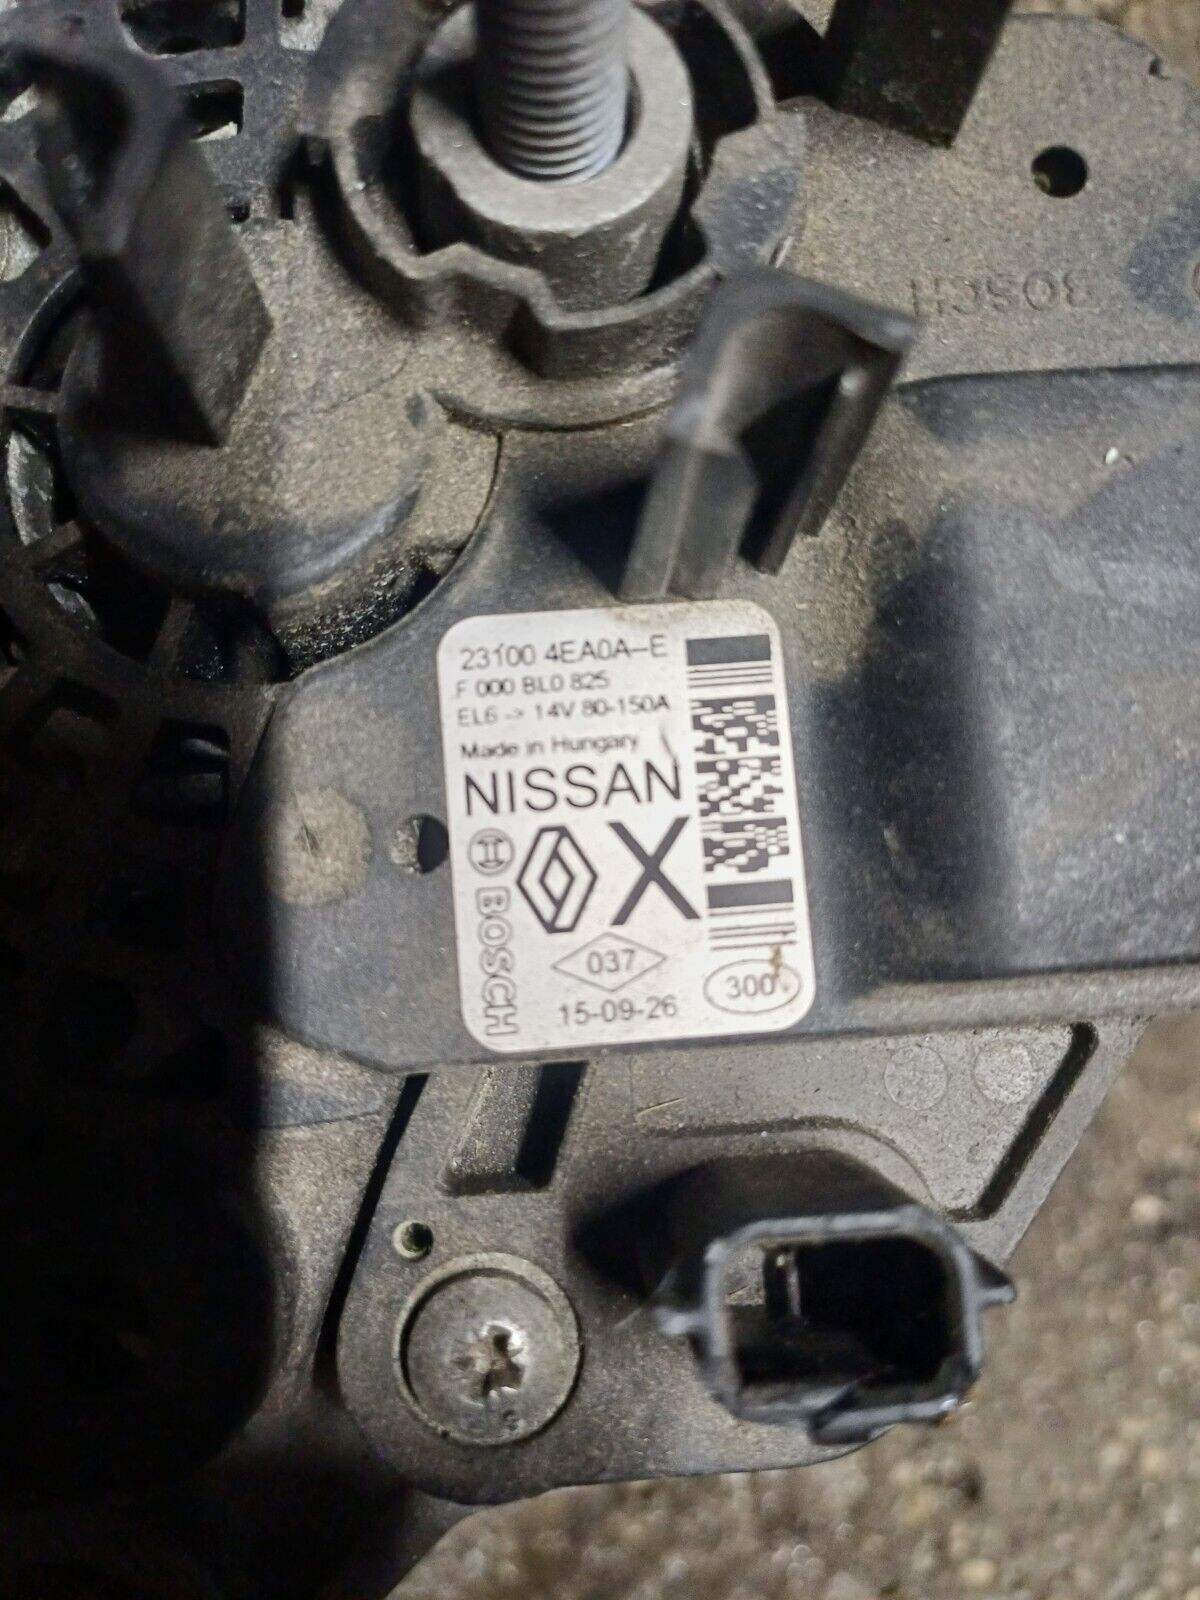 BOSCH
23100 4EA0A-E
F 000 BL0 825
EL6 -> 14V 80-150A
Made in Hungary
NISSAN
X
BOSCH
037
300
15-09-26